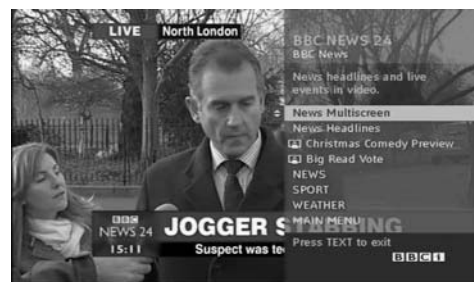 LIVE North London
BBC NEWS 24
BBC News
News headlines and live
events in video.
News Multiscreen
News Headlines
Christmas Comedy Preview
Big Read Vote
NEWS
SPORT
WEATHER
MAIN MENU
Press TEXT to exit
BBC i
BBC
NEWS 24
15:11
JOGGER STABBING
Suspect was